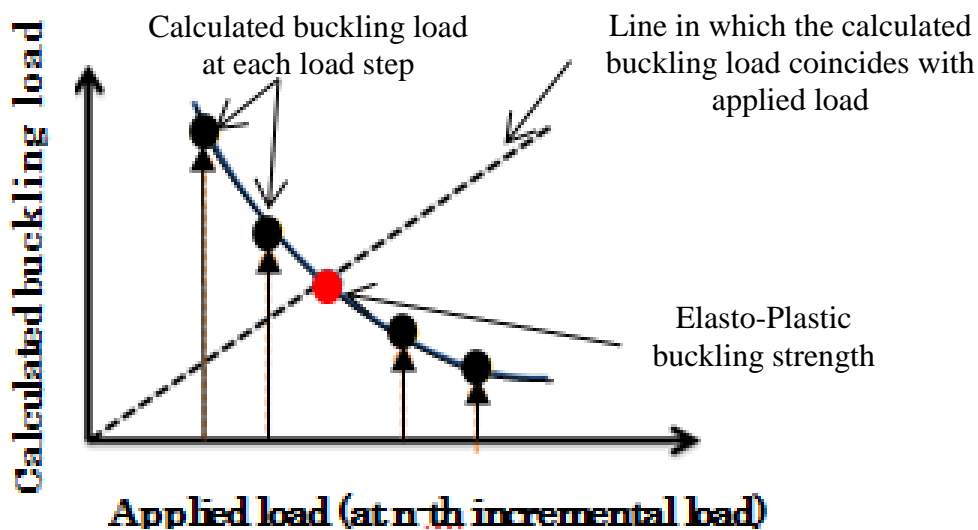 Calculated buckling load
at each load step
Line in which the calculated
buckling load coincides with
applied load
Elasto-Plastic
buckling strength
Calculated buckling load
Applied load (at n-th incremental load)